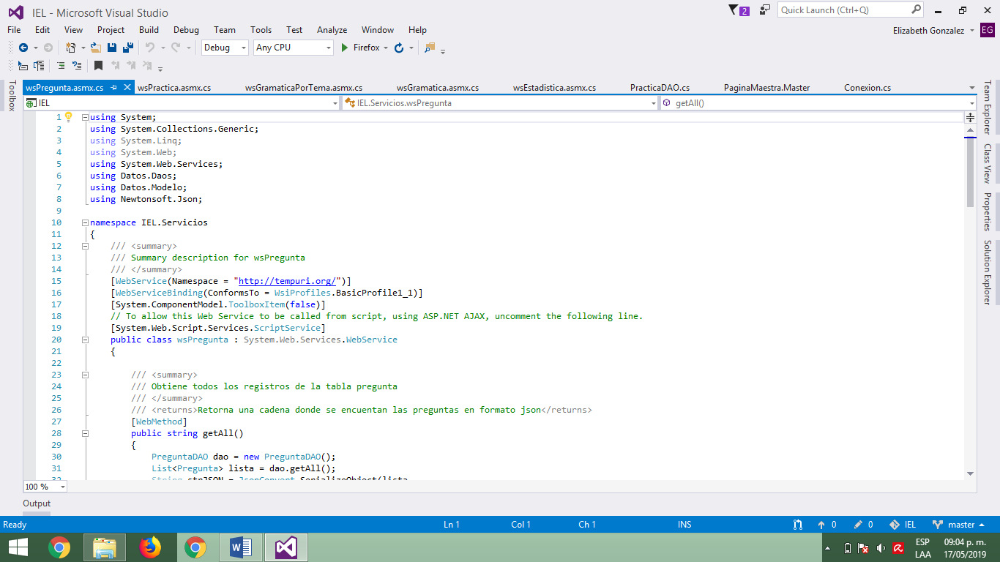 IEL - Microsoft Visual Studio
2
Quick Launch (Ctrl+Q)
File Edit View Project Build Debug Team Tools Test Analyze Window Help
Elizabeth Gonzalez EG
Debug Any CPU Firefox
Toolbox
wsPregunta.asmx.cs wsPractica.asmx.cs wsGramaticaPorTema.asmx.cs wsGramatica.asmx.cs wsEstadistica.asmx.cs PracticaDAO.cs PaginaMaestra.Master Conexion.cs
IEL IEL.Servicios.wsPregunta getAll()
1 using System;
2 using System.Collections.Generic;
3 using System.Linq;
4 using System.Web;
5 using System.Web.Services;
6 using Datos.Daos;
7 using Datos.Modelo;
8 using Newtonsoft.Json;
9
10 namespace IEL.Servicios
11 {
12 /// <summary>
13 /// Summary description for wsPregunta
14 /// </summary>
15 [WebService(Namespace = "http://tempuri.org/")]
16 [WebServiceBinding(ConformsTo = WsiProfiles.BasicProfile1_1)]
17 [System.ComponentModel.ToolboxItem(false)]
18 // To allow this Web Service to be called from script, using ASP.NET AJAX, uncomment the following line.
19 [System.Web.Script.Services.ScriptService]
20 public class wsPregunta : System.Web.Services.WebService
21 {
22
23 /// <summary>
24 /// Obtiene todos los registros de la tabla pregunta
25 /// </summary>
26 /// <returns>Retorna una cadena donde se encuentan las preguntas en formato json</returns>
27 [WebMethod]
28 public string getAll()
29 {
30 PreguntaDAO dao = new PreguntaDAO();
31 List<Pregunta> lista = dao.getAll();
32 String strJSON = JsonConvert.SerializeObject(lista
Team Explorer
Class View
Properties
Solution Explorer
100 %
Output
Ready Ln 1 Col 1 Ch 1 INS 0 0 IEL master
ESP 09:04 p. m.
LAA 17/05/2019